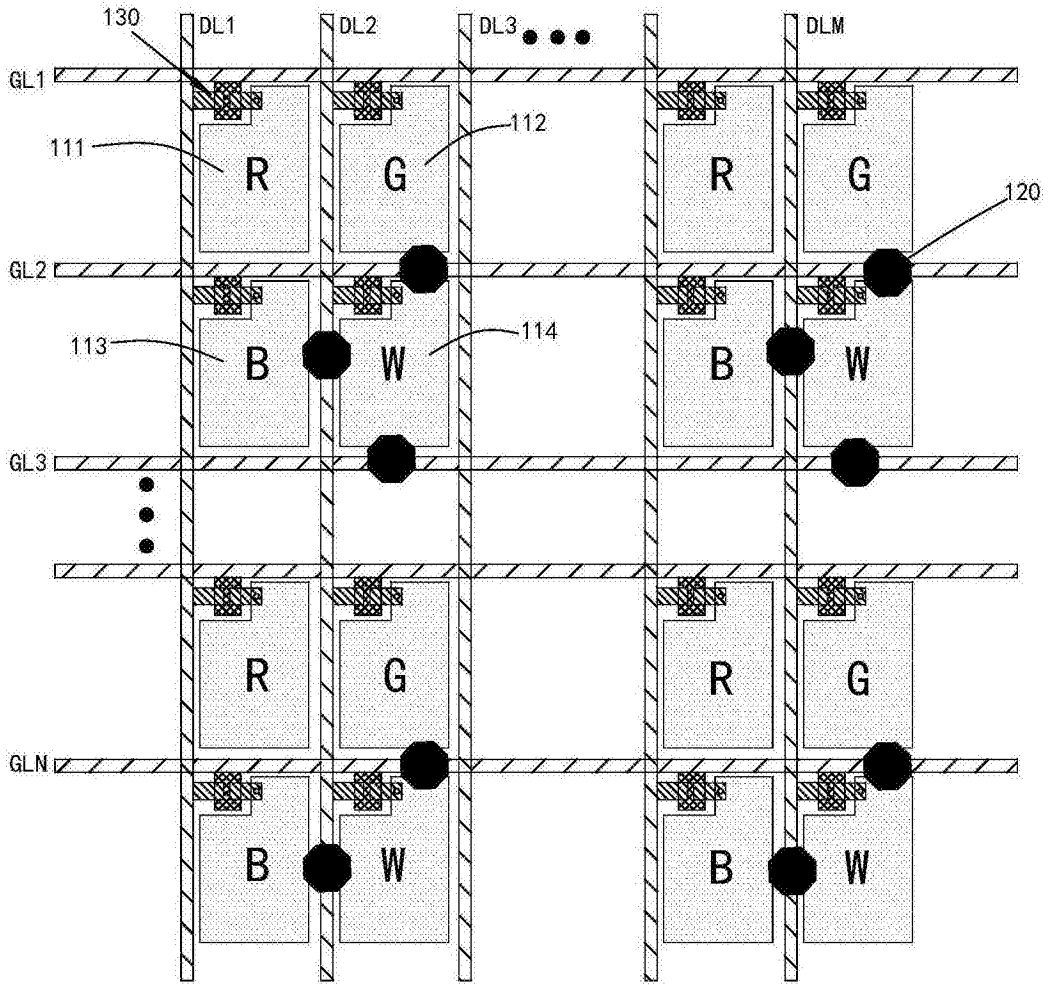 130 DL1 DL2 DL3 DLM
GL1
111 R G 112 R G
120
GL2
113 B W 114 B W
GL3
R G R G
GLN
B W B W